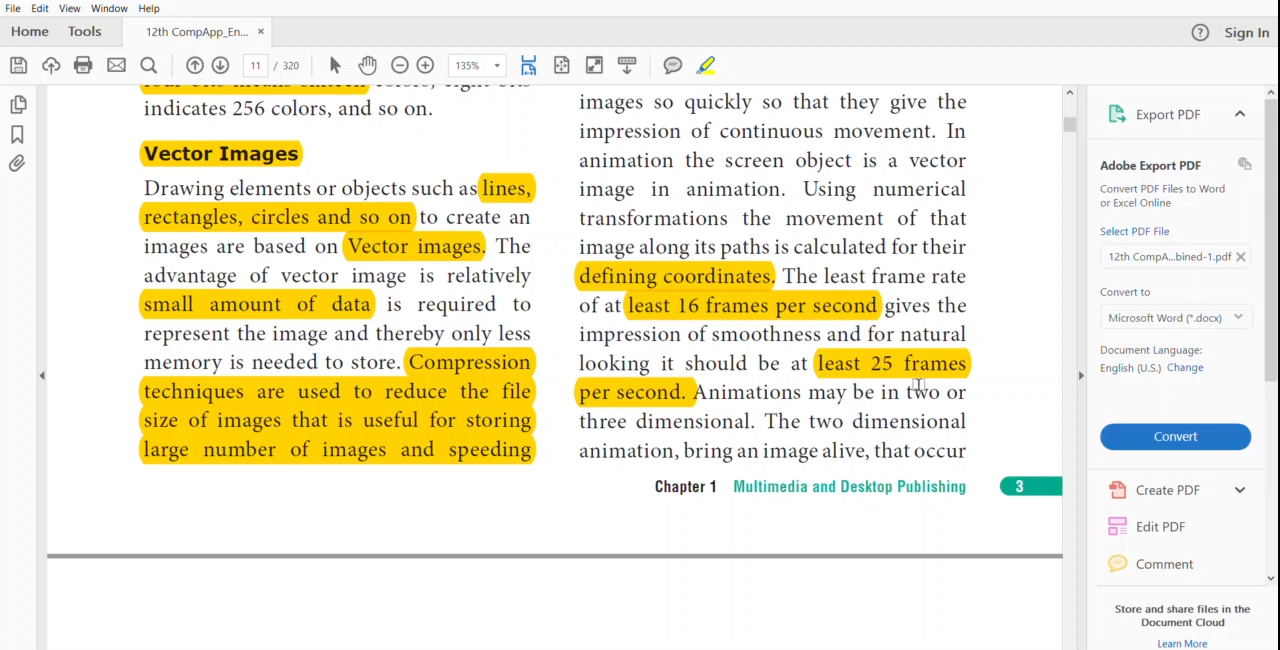 File Edit View Window Help
Home Tools 12th CompApp_En... × ? Sign In
11 / 320 135%
four bits means sixteen colors, eight bits
indicates 256 colors, and so on.
Vector Images
Drawing elements or objects such as lines,
rectangles, circles and so on to create an
images are based on Vector images. The
advantage of vector image is relatively
small amount of data is required to
represent the image and thereby only less
memory is needed to store. Compression
techniques are used to reduce the file
size of images that is useful for storing
large number of images and speeding
images so quickly so that they give the
impression of continuous movement. In
animation the screen object is a vector
image in animation. Using numerical
transformations the movement of that
image along its paths is calculated for their
defining coordinates. The least frame rate
of at least 16 frames per second gives the
impression of smoothness and for natural
looking it should be at least 25 frames
per second. Animations may be in two or
three dimensional. The two dimensional
animation, bring an image alive, that occur
Chapter 1 Multimedia and Desktop Publishing 3
Export PDF
Adobe Export PDF
Convert PDF Files to Word
or Excel Online
Select PDF File
12th CompA...bined-1.pdf ×
Convert to
Microsoft Word (*.docx)
Document Language:
English (U.S.) Change
Convert
Create PDF
Edit PDF
Comment
Store and share files in the
Document Cloud
Learn More